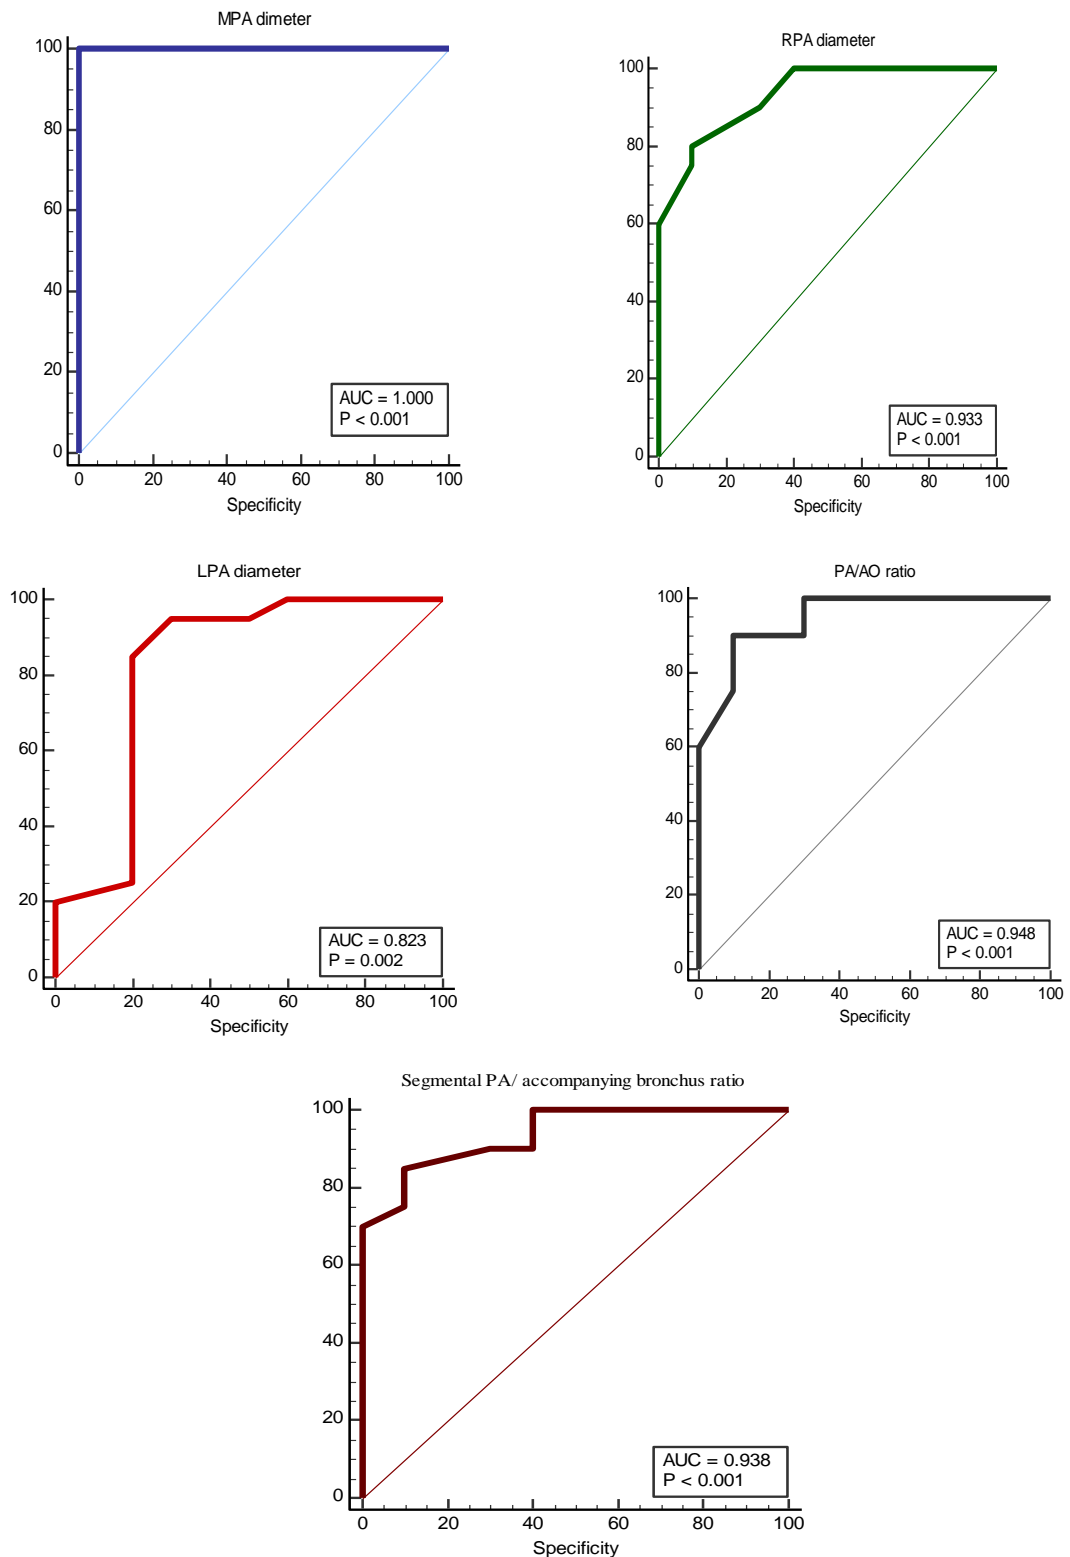 MPA dimeter
100
80
60
40
20
0
AUC = 1.000
P < 0.001
0 20 40 60 80 100
Specificity
RPA diameter
100
80
60
40
20
0
AUC = 0.933
P < 0.001
0 20 40 60 80 100
Specificity
LPA diameter
100
80
60
40
20
0
AUC = 0.823
P = 0.002
0 20 40 60 80 100
Specificity
PA/AO ratio
100
80
60
40
20
0
AUC = 0.948
P < 0.001
0 20 40 60 80 100
Specificity
Segmental PA/ accompanying bronchus ratio
100
80
60
40
20
0
AUC = 0.938
P < 0.001
0 20 40 60 80 100
Specificity